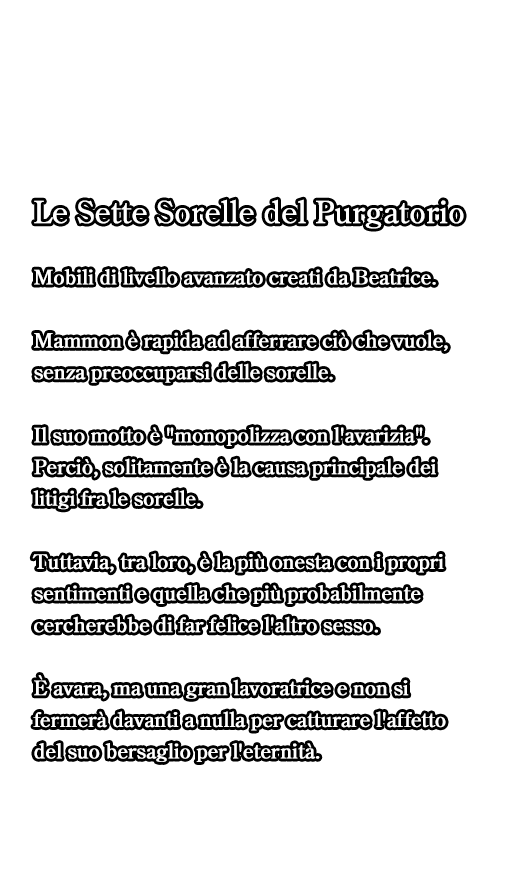 Le Sette Sorelle del Purgatorio
Mobili di livello avanzato creati da Beatrice.
Mammon è rapida ad afferrare ciò che vuole,
senza preoccuparsi delle sorelle.
Il suo motto è "monopolizza con l'avarizia".
Perciò, solitamente è la causa principale dei
litigi fra le sorelle.
Tuttavia, tra loro, è la più onesta con i propri
sentimenti e quella che più probabilmente
cercherebbe di far felice l'altro sesso.
È avara, ma una gran lavoratrice e non si
fermerà davanti a nulla per catturare l'affetto
del suo bersaglio per l'eternità.